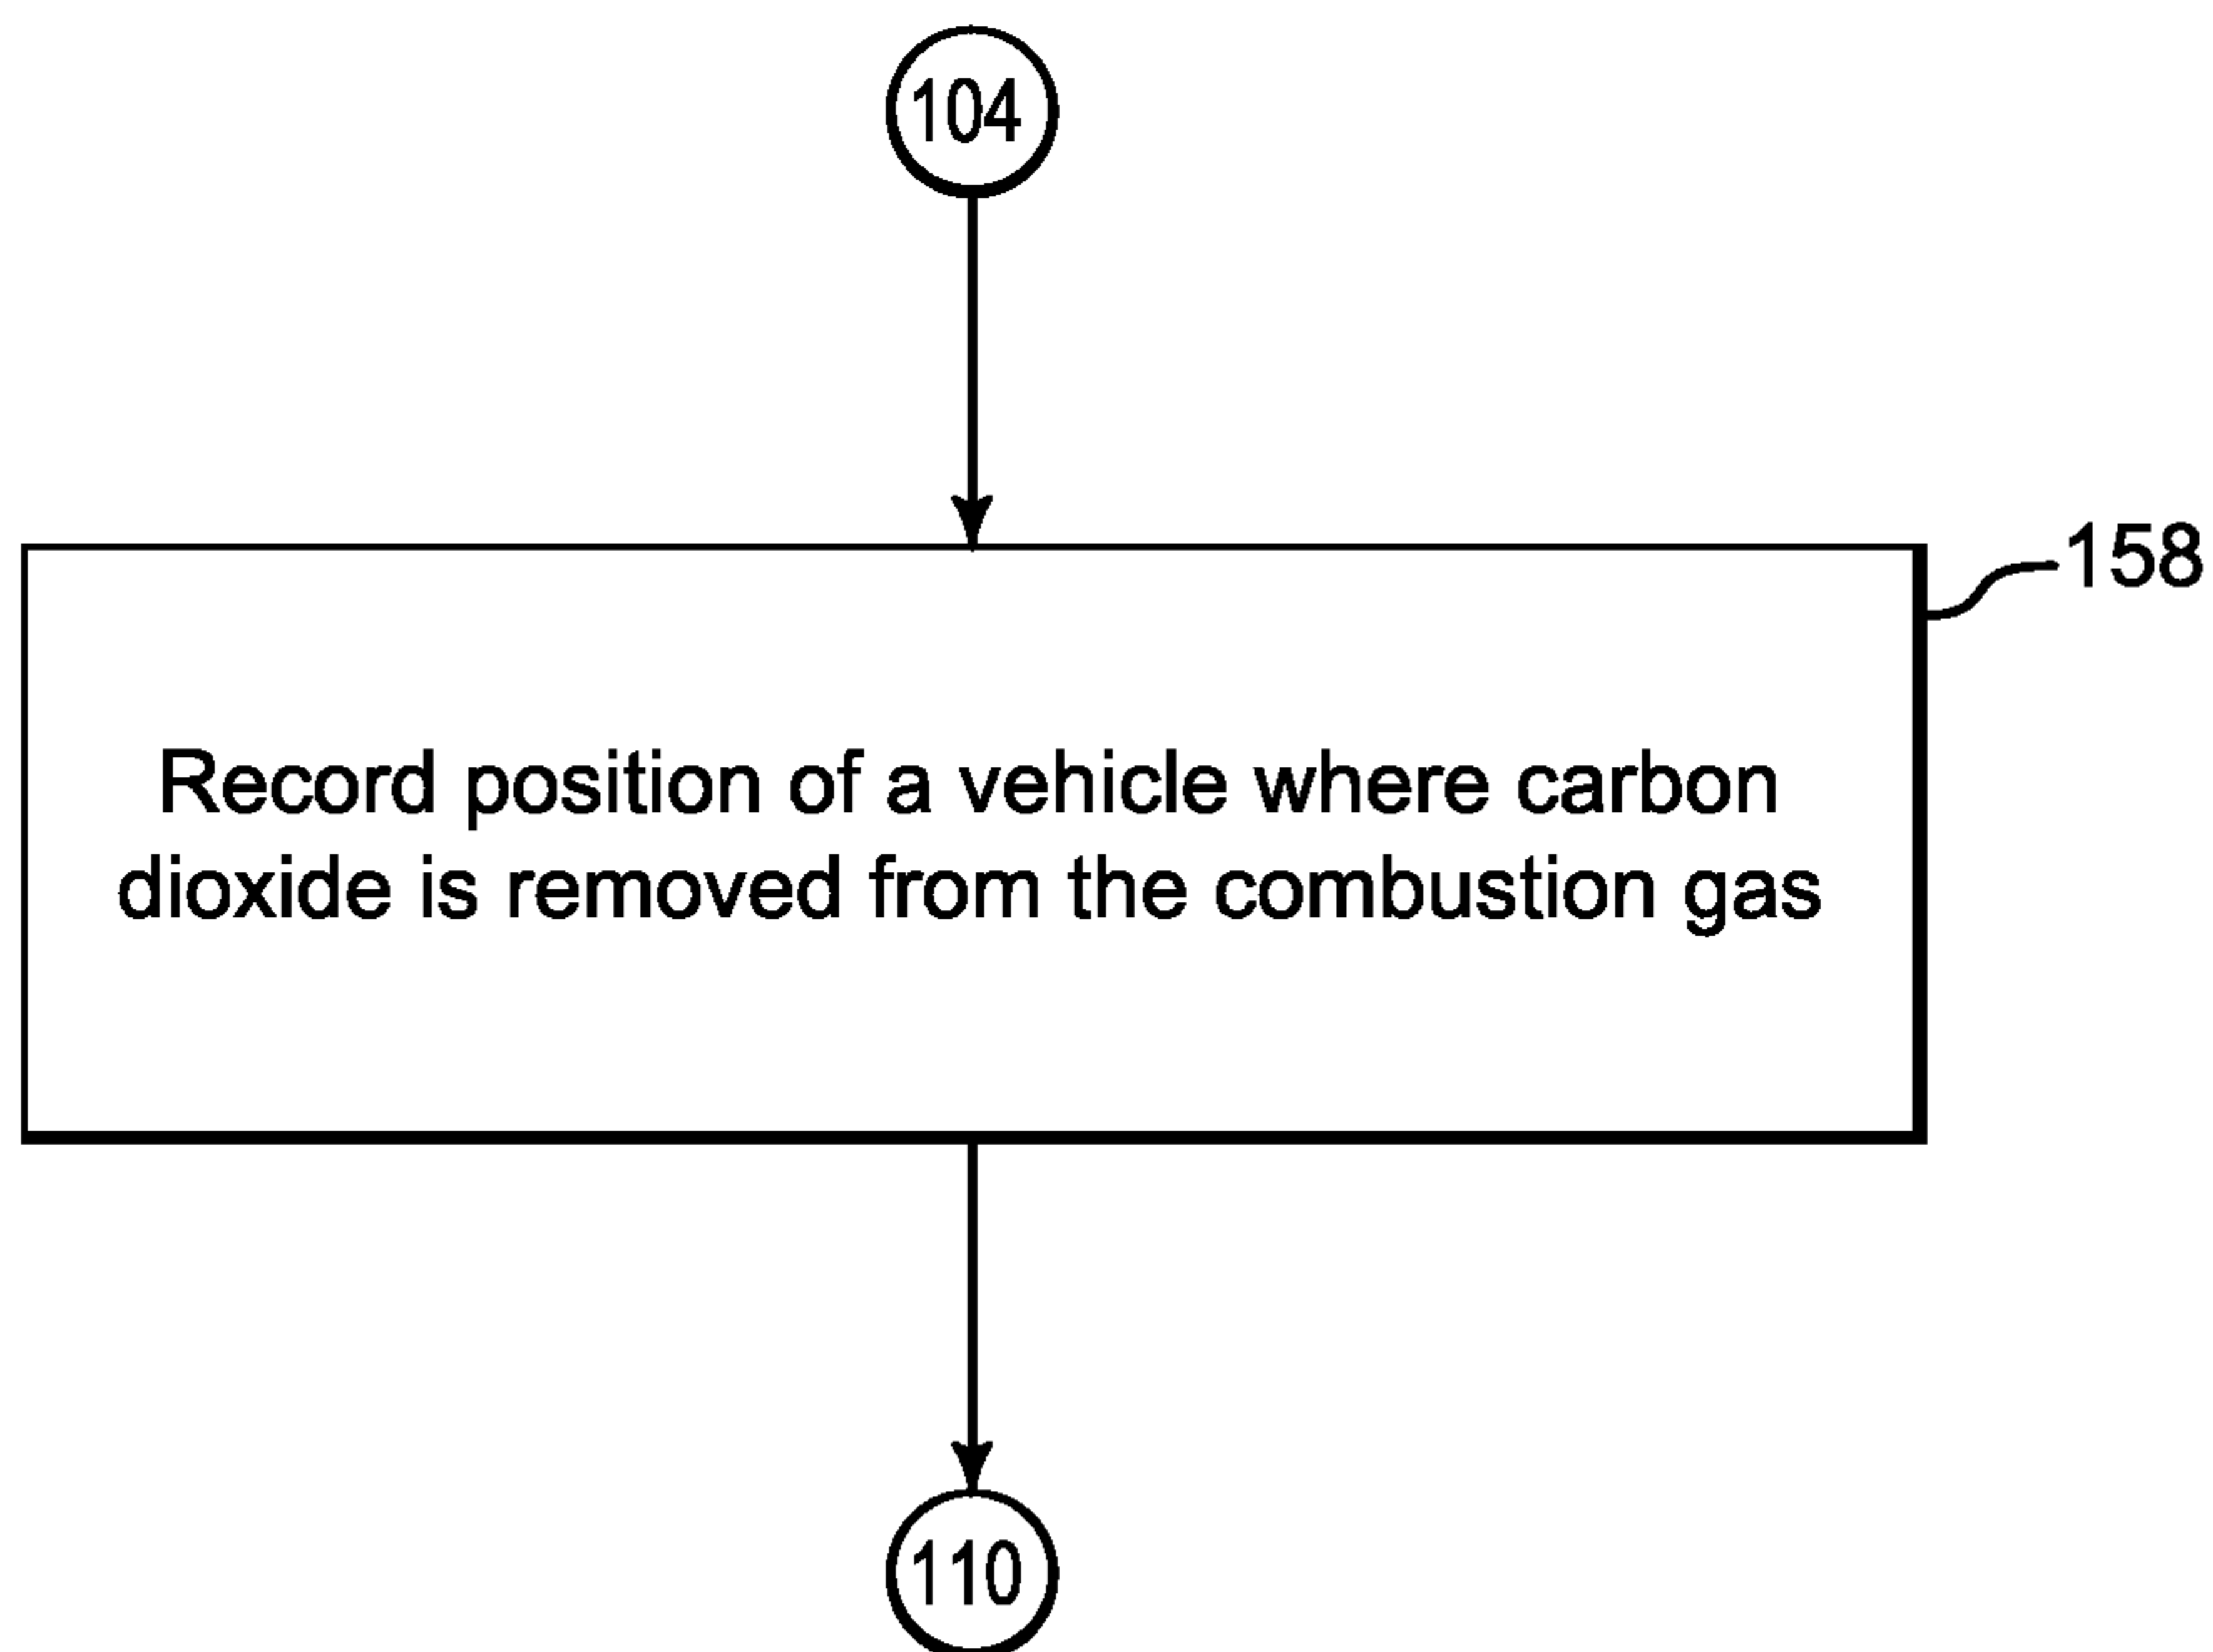 104
158
Record position of a vehicle where carbon
dioxide is removed from the combustion gas
110